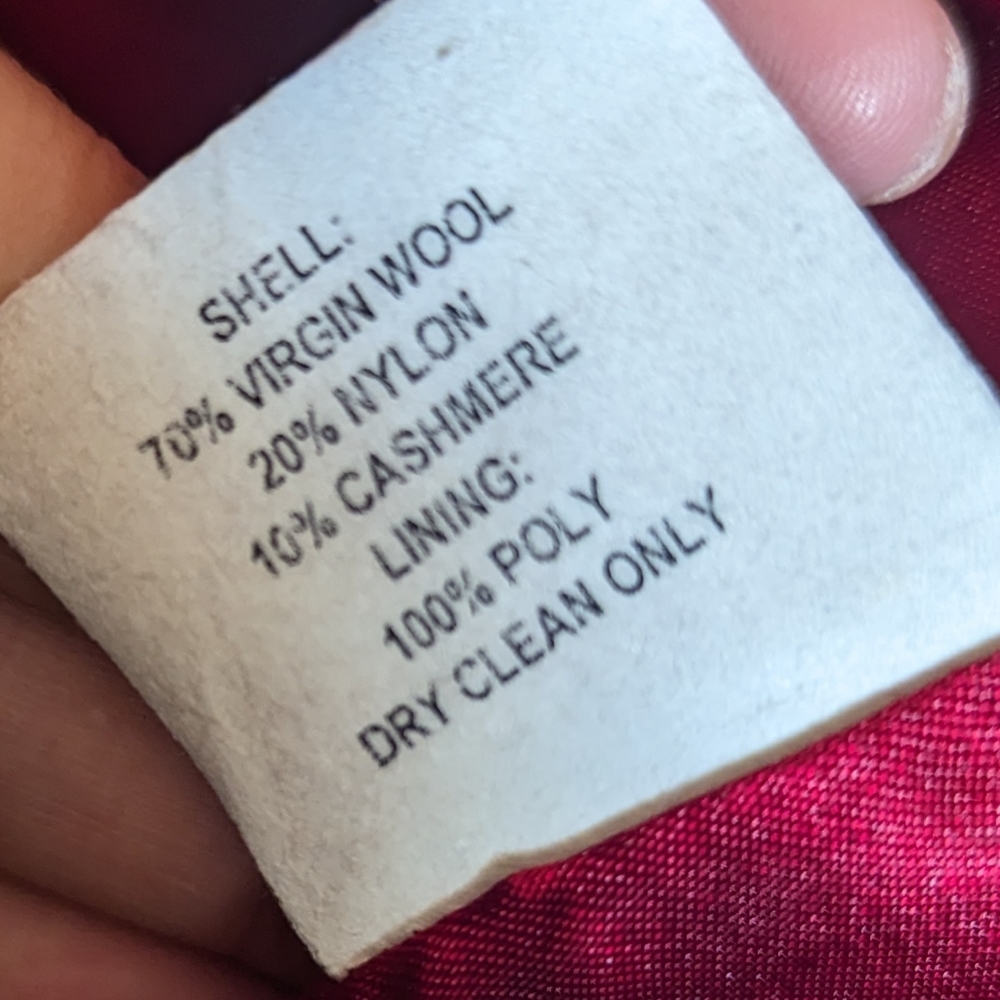 SHELL:
70% VIRGIN WOOL
20% NYLON
10% CASHMERE
LINING:
100% POLY
DRY CLEAN ONLY